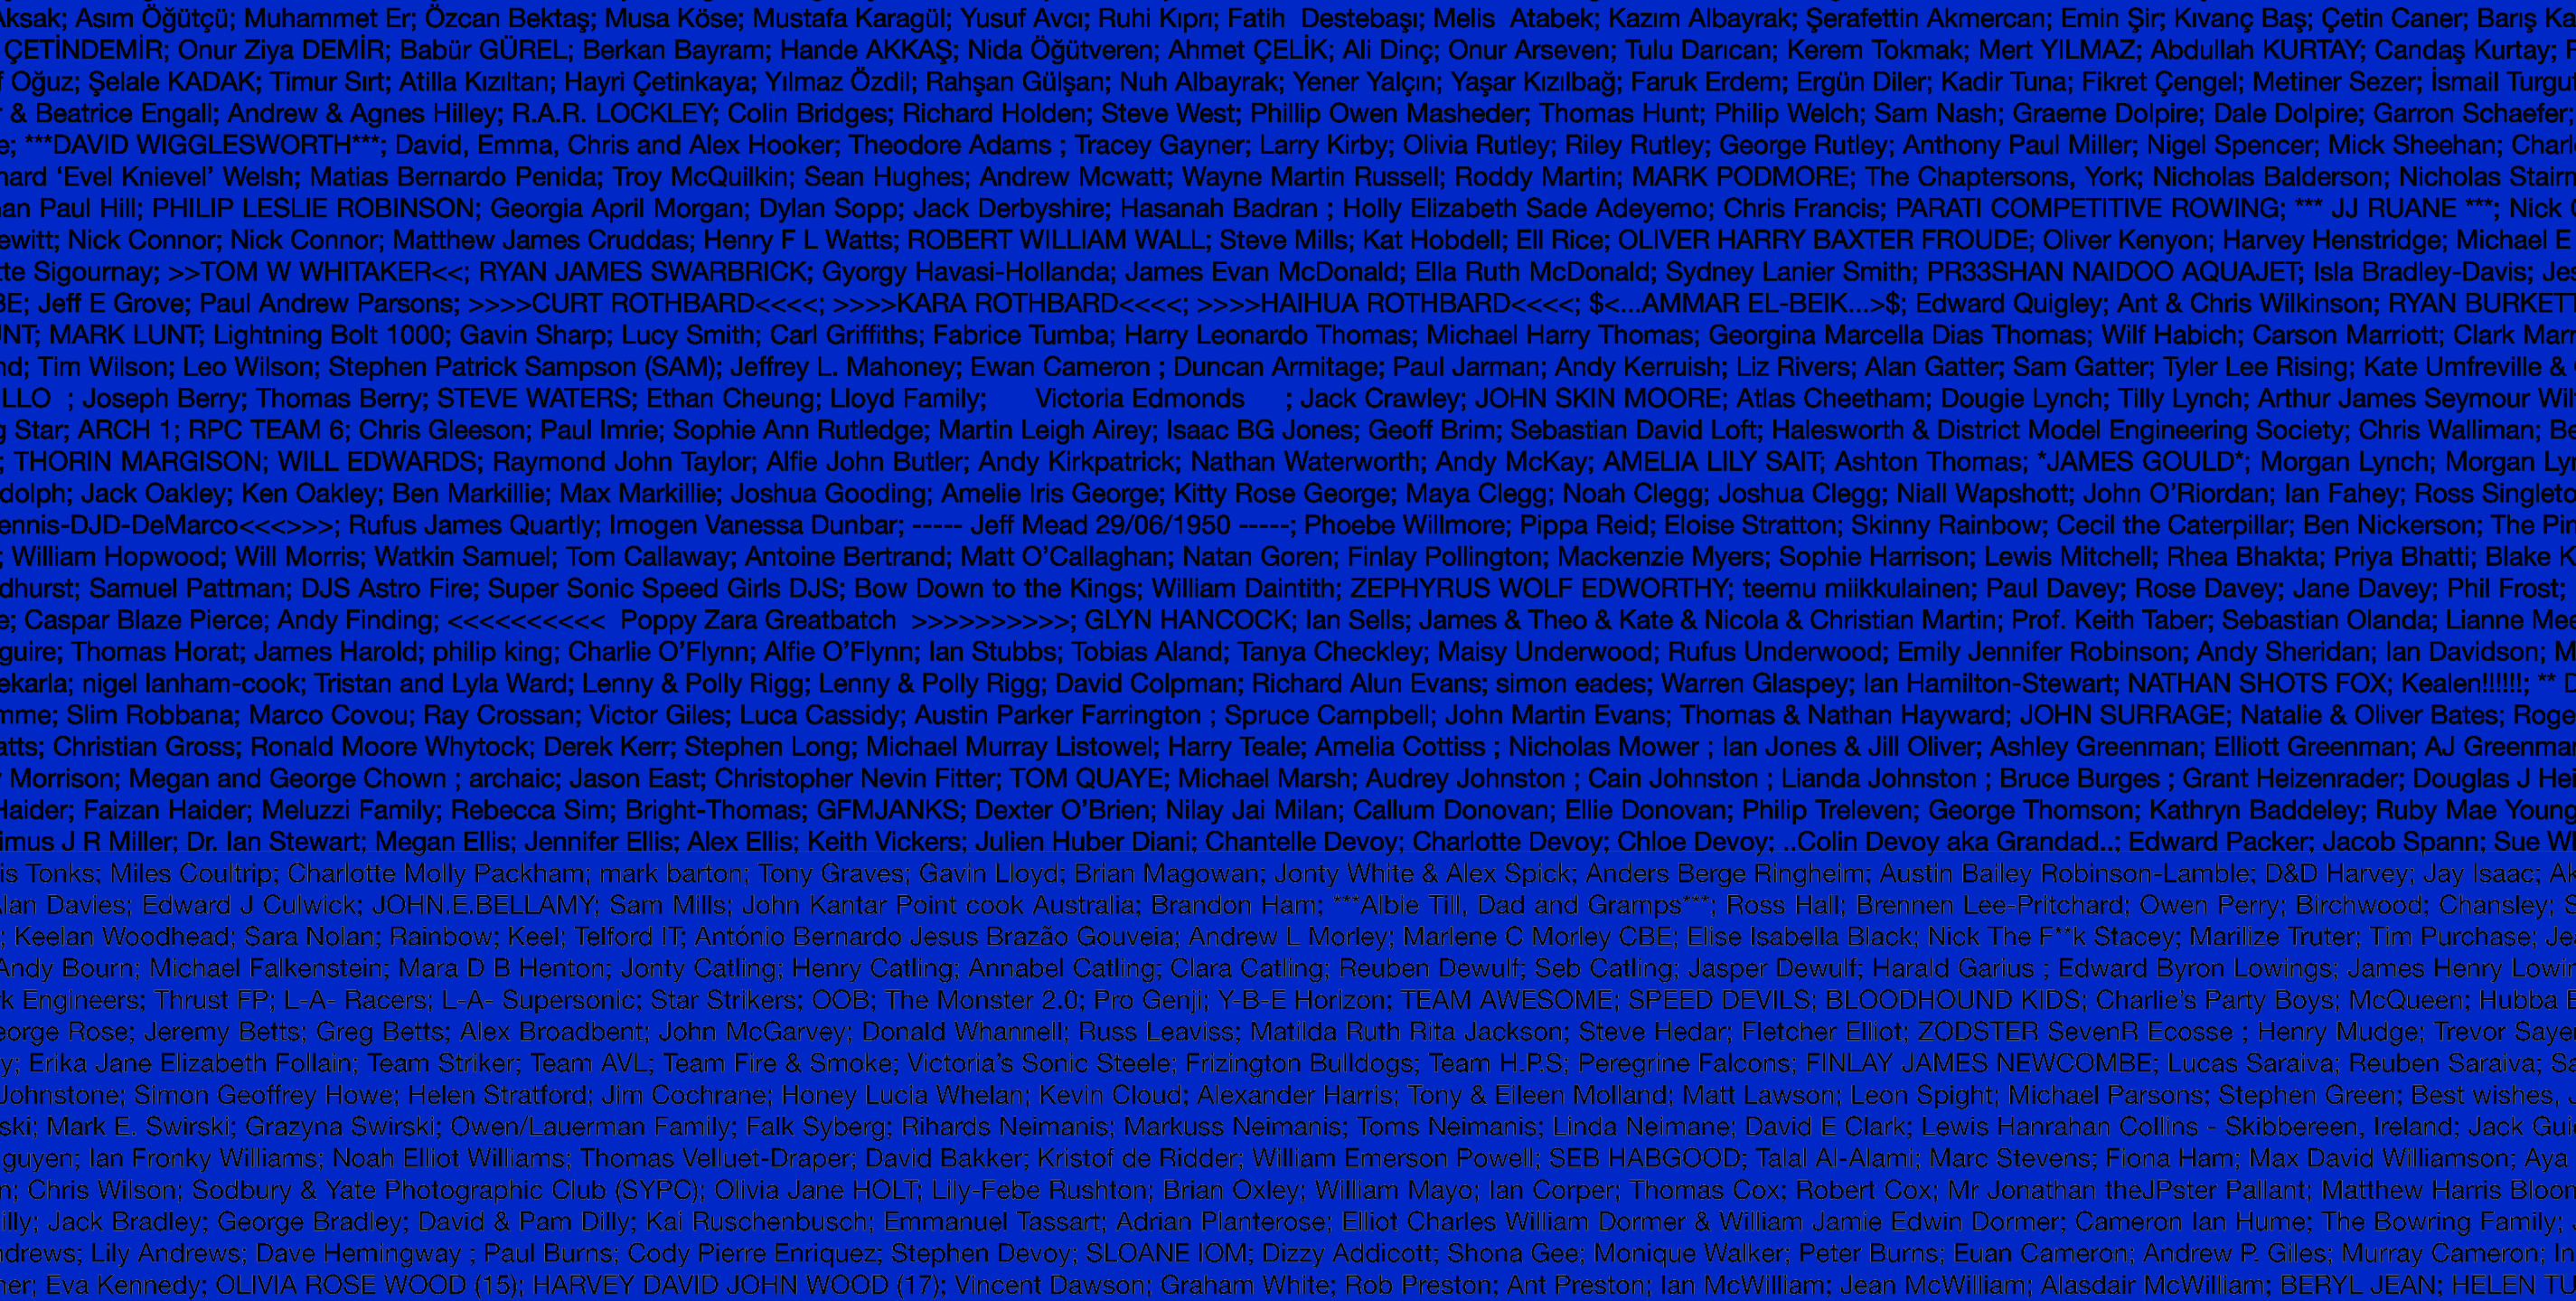 Aksak; Asım Öğütçü; Muhammet Er; Özcan Bektaş; Musa Köse; Mustafa Karagül; Yusuf Avcı; Ruhi Kıprı; Fatih  Destebaşı; Melis  Atabek; Kazım Albayrak; Şerafettin Akmercan; Emin Şir; Kıvanç Baş; Çetin Caner; Barış Ka
ÇETİNDEMİR; Onur Ziya DEMİR; Babür GÜREL; Berkan Bayram; Hande AKKAŞ; Nida Öğütveren; Ahmet ÇELİK; Ali Dinç; Onur Arseven; Tulu Darıcan; Kerem Tokmak; Mert YILMAZ; Abdullah KURTAY; Candaş Kurtay;
f Oğuz; Şelale KADAK; Timur Sırt; Atilla Kızıltan; Hayri Çetinkaya; Yılmaz Özdil; Rahşan Gülşan; Nuh Albayrak; Yener Yalçın; Yaşar Kızılbağ; Faruk Erdem; Ergün Diler; Kadir Tuna; Fikret Çengel; Metiner Sezer; İsmail Turgu
r & Beatrice Engall; Andrew & Agnes Hilley; R.A.R. LOCKLEY; Colin Bridges; Richard Holden; Steve West; Phillip Owen Masheder; Thomas Hunt; Philip Welch; Sam Nash; Graeme Dolpire; Dale Dolpire; Garron Schaefer;
e; ***DAVID WIGGLESWORTH***; David, Emma, Chris and Alex Hooker; Theodore Adams ; Tracey Gayner; Larry Kirby; Olivia Rutley; Riley Rutley; George Rutley; Anthony Paul Miller; Nigel Spencer; Mick Sheehan; Charl
hard ‘Evel Knievel’ Welsh; Matias Bernardo Penida; Troy McQuilkin; Sean Hughes; Andrew Mcwatt; Wayne Martin Russell; Roddy Martin; MARK PODMORE; The Chaptersons, York; Nicholas Balderson; Nicholas Stairm
an Paul Hill; PHILIP LESLIE ROBINSON; Georgia April Morgan; Dylan Sopp; Jack Derbyshire; Hasanah Badran ; Holly Elizabeth Sade Adeyemo; Chris Francis; PARATI COMPETITIVE ROWING; *** JJ RUANE ***; Nick
ewitt; Nick Connor; Nick Connor; Matthew James Cruddas; Henry F L Watts; ROBERT WILLIAM WALL; Steve Mills; Kat Hobdell; Ell Rice; OLIVER HARRY BAXTER FROUDE; Oliver Kenyon; Harvey Henstridge; Michael E
tte Sigournay; >>TOM W WHITAKER<<; RYAN JAMES SWARBRICK; Gyorgy Havasi-Hollanda; James Evan McDonald; Ella Ruth McDonald; Sydney Lanier Smith; PR33SHAN NAIDOO AQUAJET; Isla Bradley-Davis; Jes
BE; Jeff E Grove; Paul Andrew Parsons; >>>>CURT ROTHBARD<<<<; >>>>KARA ROTHBARD<<<<; >>>>HAIHUA ROTHBARD<<<<; $<...AMMAR EL-BEIK...>$; Edward Quigley; Ant & Chris Wilkinson; RYAN BURKETT
UNT; MARK LUNT; Lightning Bolt 1000; Gavin Sharp; Lucy Smith; Carl Griffiths; Fabrice Tumba; Harry Leonardo Thomas; Michael Harry Thomas; Georgina Marcella Dias Thomas; Wilf Habich; Carson Marriott; Clark Marr
nd; Tim Wilson; Leo Wilson; Stephen Patrick Sampson (SAM); Jeffrey L. Mahoney; Ewan Cameron ; Duncan Armitage; Paul Jarman; Andy Kerruish; Liz Rivers; Alan Gatter; Sam Gatter; Tyler Lee Rising; Kate Umfreville &
LLO  ; Joseph Berry; Thomas Berry; STEVE WATERS; Ethan Cheung; Lloyd Family;      Victoria Edmonds     ; Jack Crawley; JOHN SKIN MOORE; Atlas Cheetham; Dougie Lynch; Tilly Lynch; Arthur James Seymour Wil
g Star; ARCH 1; RPC TEAM 6; Chris Gleeson; Paul Imrie; Sophie Ann Rutledge; Martin Leigh Airey; Isaac BG Jones; Geoff Brim; Sebastian David Loft; Halesworth & District Model Engineering Society; Chris Walliman; Be
; THORIN MARGISON; WILL EDWARDS; Raymond John Taylor; Alfie John Butler; Andy Kirkpatrick; Nathan Waterworth; Andy McKay; AMELIA LILY SAIT; Ashton Thomas; *JAMES GOULD*; Morgan Lynch; Morgan Lyn
dolph; Jack Oakley; Ken Oakley; Ben Markillie; Max Markillie; Joshua Gooding; Amelie Iris George; Kitty Rose George; Maya Clegg; Noah Clegg; Joshua Clegg; Niall Wapshott; John O’Riordan; Ian Fahey; Ross Singleto
ennis-DJD-DeMarco<<<>>>; Rufus James Quartly; Imogen Vanessa Dunbar; ----- Jeff Mead 29/06/1950 -----; Phoebe Willmore; Pippa Reid; Eloise Stratton; Skinny Rainbow; Cecil the Caterpillar; Ben Nickerson; The Pin
; William Hopwood; Will Morris; Watkin Samuel; Tom Callaway; Antoine Bertrand; Matt O’Callaghan; Natan Goren; Finlay Pollington; Mackenzie Myers; Sophie Harrison; Lewis Mitchell; Rhea Bhakta; Priya Bhatti; Blake K
dhurst; Samuel Pattman; DJS Astro Fire; Super Sonic Speed Girls DJS; Bow Down to the Kings; William Daintith; ZEPHYRUS WOLF EDWORTHY; teemu miikkulainen; Paul Davey; Rose Davey; Jane Davey; Phil Frost;
e; Caspar Blaze Pierce; Andy Finding; <<<<<<<<<<  Poppy Zara Greatbatch  >>>>>>>>>>; GLYN HANCOCK; Ian Sells; James & Theo & Kate & Nicola & Christian Martin; Prof. Keith Taber; Sebastian Olanda; Lianne Mee
guire; Thomas Horat; James Harold; philip king; Charlie O’Flynn; Alfie O’Flynn; Ian Stubbs; Tobias Aland; Tanya Checkley; Maisy Underwood; Rufus Underwood; Emily Jennifer Robinson; Andy Sheridan; Ian Davidson; M
ekarla; nigel lanham-cook; Tristan and Lyla Ward; Lenny & Polly Rigg; Lenny & Polly Rigg; David Colpman; Richard Alun Evans; simon eades; Warren Glaspey; Ian Hamilton-Stewart; NATHAN SHOTS FOX; Kealen!!!!!!; ** D
mme; Slim Robbana; Marco Covou; Ray Crossan; Victor Giles; Luca Cassidy; Austin Parker Farrington ; Spruce Campbell; John Martin Evans; Thomas & Nathan Hayward; JOHN SURRAGE; Natalie & Oliver Bates; Roge
atts; Christian Gross; Ronald Moore Whytock; Derek Kerr; Stephen Long; Michael Murray Listowel; Harry Teale; Amelia Cottiss ; Nicholas Mower ; Ian Jones & Jill Oliver; Ashley Greenman; Elliott Greenman; AJ Greenman
y Morrison; Megan and George Chown ; archaic; Jason East; Christopher Nevin Fitter; TOM QUAYE; Michael Marsh; Audrey Johnston ; Cain Johnston ; Lianda Johnston ; Bruce Burges ; Grant Heizenrader; Douglas J Hei
Haider; Faizan Haider; Meluzzi Family; Rebecca Sim; Bright-Thomas; GFMJANKS; Dexter O’Brien; Nilay Jai Milan; Callum Donovan; Ellie Donovan; Philip Treleven; George Thomson; Kathryn Baddeley; Ruby Mae Young
imus J R Miller; Dr. Ian Stewart; Megan Ellis; Jennifer Ellis; Alex Ellis; Keith Vickers; Julien Huber Diani; Chantelle Devoy; Charlotte Devoy; Chloe Devoy; ..Colin Devoy aka Grandad..; Edward Packer; Jacob Spann; Sue Wi
is Tonks; Miles Coultrip; Charlotte Molly Packham; mark barton; Tony Graves; Gavin Lloyd; Brian Magowan; Jonty White & Alex Spick; Anders Berge Ringheim; Austin Bailey Robinson-Lamble; D&D Harvey; Jay Isaac; Ak
Alan Davies; Edward J Culwick; JOHN.E.BELLAMY; Sam Mills; John Kantar Point cook Australia; Brandon Ham; ***Albie Till, Dad and Gramps***; Ross Hall; Brennen Lee-Pritchard; Owen Perry; Birchwood; Chansley; S
; Keelan Woodhead; Sara Nolan; Rainbow; Keel; Telford IT; António Bernardo Jesus Brazão Gouveia; Andrew L Morley; Marlene C Morley CBE; Elise Isabella Black; Nick The F**k Stacey; Marilize Truter; Tim Purchase; Je
Andy Bourn; Michael Falkenstein; Mara D B Henton; Jonty Catling; Henry Catling; Annabel Catling; Clara Catling; Reuben Dewulf; Seb Catling; Jasper Dewulf; Harald Garius ; Edward Byron Lowings; James Henry Lowin
rk Engineers; Thrust FP; L-A- Racers; L-A- Supersonic; Star Strikers; OOB; The Monster 2.0; Pro Genji; Y-B-E Horizon; TEAM AWESOME; SPEED DEVILS; BLOODHOUND KIDS; Charlie’s Party Boys; McQueen; Hubba B
eorge Rose; Jeremy Betts; Greg Betts; Alex Broadbent; John McGarvey; Donald Whannell; Russ Leaviss; Matilda Ruth Rita Jackson; Steve Hedar; Fletcher Elliot; ZODSTER SevenR Ecosse ; Henry Mudge; Trevor Saye
y; Erika Jane Elizabeth Follain; Team Striker; Team AVL; Team Fire & Smoke; Victoria’s Sonic Steele; Frizington Bulldogs; Team H.P.S; Peregrine Falcons; FINLAY JAMES NEWCOMBE; Lucas Saraiva; Reuben Saraiva; Sa
Johnstone; Simon Geoffrey Howe; Helen Stratford; Jim Cochrane; Honey Lucia Whelan; Kevin Cloud; Alexander Harris; Tony & Eileen Molland; Matt Lawson; Leon Spight; Michael Parsons; Stephen Green; Best wishes, J
ski; Mark E. Swirski; Grazyna Swirski; Owen/Lauerman Family; Falk Syberg; Rihards Neimanis; Markuss Neimanis; Toms Neimanis; Linda Neimane; David E Clark; Lewis Hanrahan Collins - Skibbereen, Ireland; Jack Gui
guyen; Ian Fronky Williams; Noah Elliot Williams; Thomas Velluet-Draper; David Bakker; Kristof de Ridder; William Emerson Powell; SEB HABGOOD; Talal Al-Alami; Marc Stevens; Fiona Ham; Max David Williamson; Aya
n; Chris Wilson; Sodbury & Yate Photographic Club (SYPC); Olivia Jane HOLT; Lily-Febe Rushton; Brian Oxley; William Mayo; Ian Corper; Thomas Cox; Robert Cox; Mr Jonathan theJPster Pallant; Matthew Harris Bloon
illy; Jack Bradley; George Bradley; David & Pam Dilly; Kai Ruschenbusch; Emmanuel Tassart; Adrian Planterose; Elliot Charles William Dormer & William Jamie Edwin Dormer; Cameron Ian Hume; The Bowring Family;
ndrews; Lily Andrews; Dave Hemingway ; Paul Burns; Cody Pierre Enriquez; Stephen Devoy; SLOANE IOM; Dizzy Addicott; Shona Gee; Monique Walker; Peter Burns; Euan Cameron; Andrew P. Giles; Murray Cameron; In
ner; Eva Kennedy; OLIVIA ROSE WOOD (15); HARVEY DAVID JOHN WOOD (17); Vincent Dawson; Graham White; Rob Preston; Ant Preston; Ian McWilliam; Jean McWilliam; Alasdair McWilliam; BERYL JEAN; HELEN TU